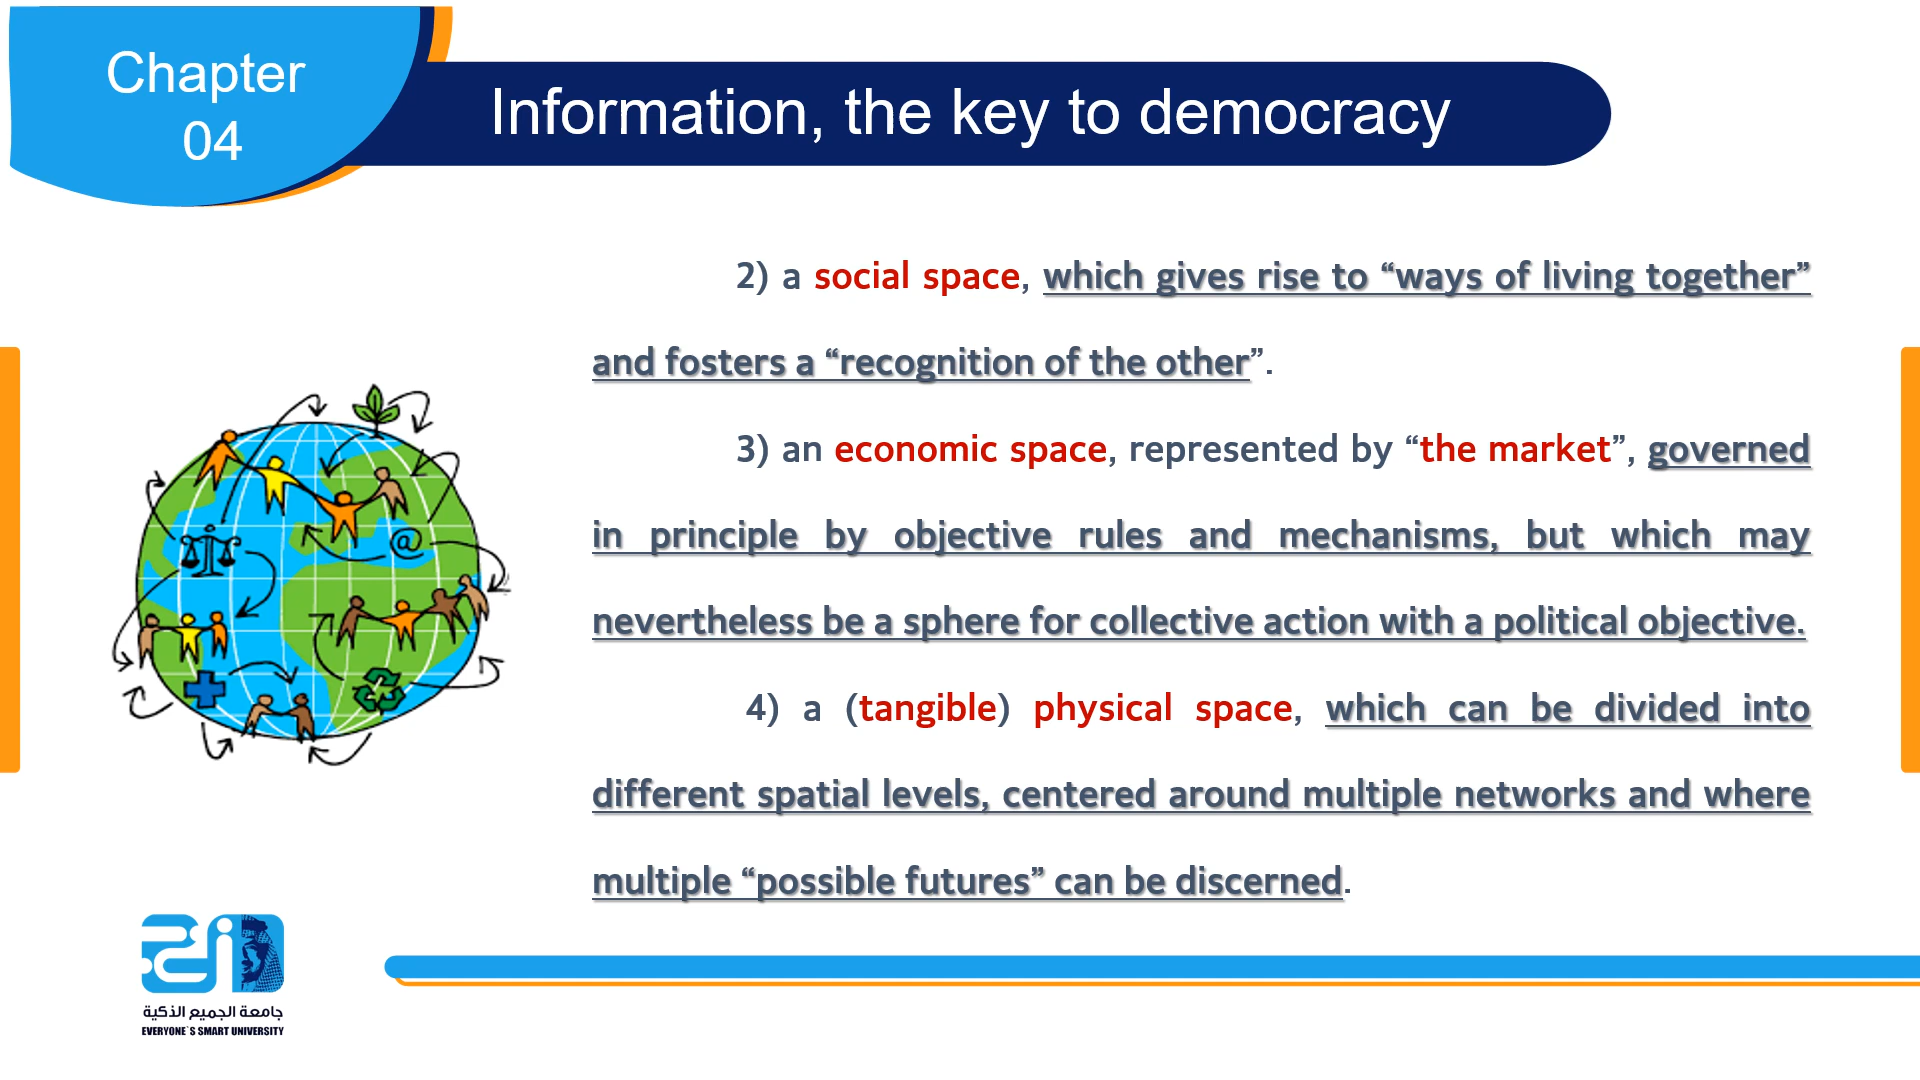 Chapter
04
Information, the key to democracy
2) a social space, which gives rise to “ways of living together”
and fosters a “recognition of the other”.
3) an economic space, represented by “the market”, governed
in principle by objective rules and mechanisms, but which may
nevertheless be a sphere for collective action with a political objective.
4) a (tangible) physical space, which can be divided into
different spatial levels, centered around multiple networks and where
multiple “possible futures” can be discerned.
@
جامعة الجميع الذكية
EVERYONE`S SMART UNIVERSITY